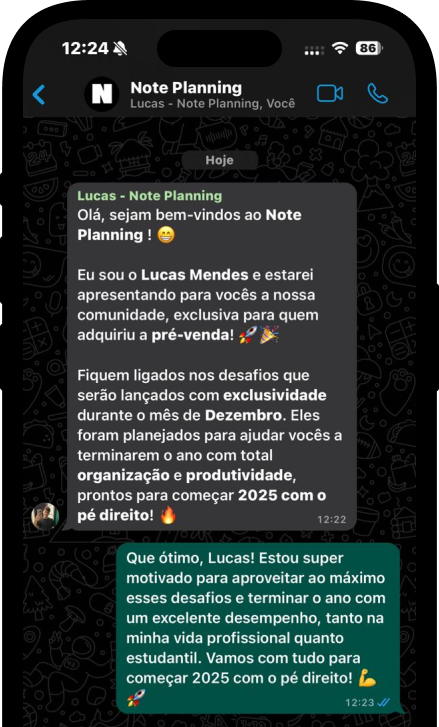 12:24
86
N
Note Planning
Lucas - Note Planning, Você
Hoje
Lucas - Note Planning
Olá, sejam bem-vindos ao Note
Planning ! 😁
Eu sou o Lucas Mendes e estarei
apresentando para vocês a nossa
comunidade, exclusiva para quem
adquiriu a pré-venda! 🚀🎉
Fiquem ligados nos desafios que
serão lançados com exclusividade
durante o mês de Dezembro. Eles
foram planejados para ajudar vocês a
terminarem o ano com total
organização e produtividade,
prontos para começar 2025 com o
pé direito! 🔥
12:22
Que ótimo, Lucas! Estou super
motivado para aproveitar ao máximo
esses desafios e terminar o ano com
um excelente desempenho, tanto na
minha vida profissional quanto
estudantil. Vamos com tudo para
começar 2025 com o pé direito! 💪
🚀
12:23